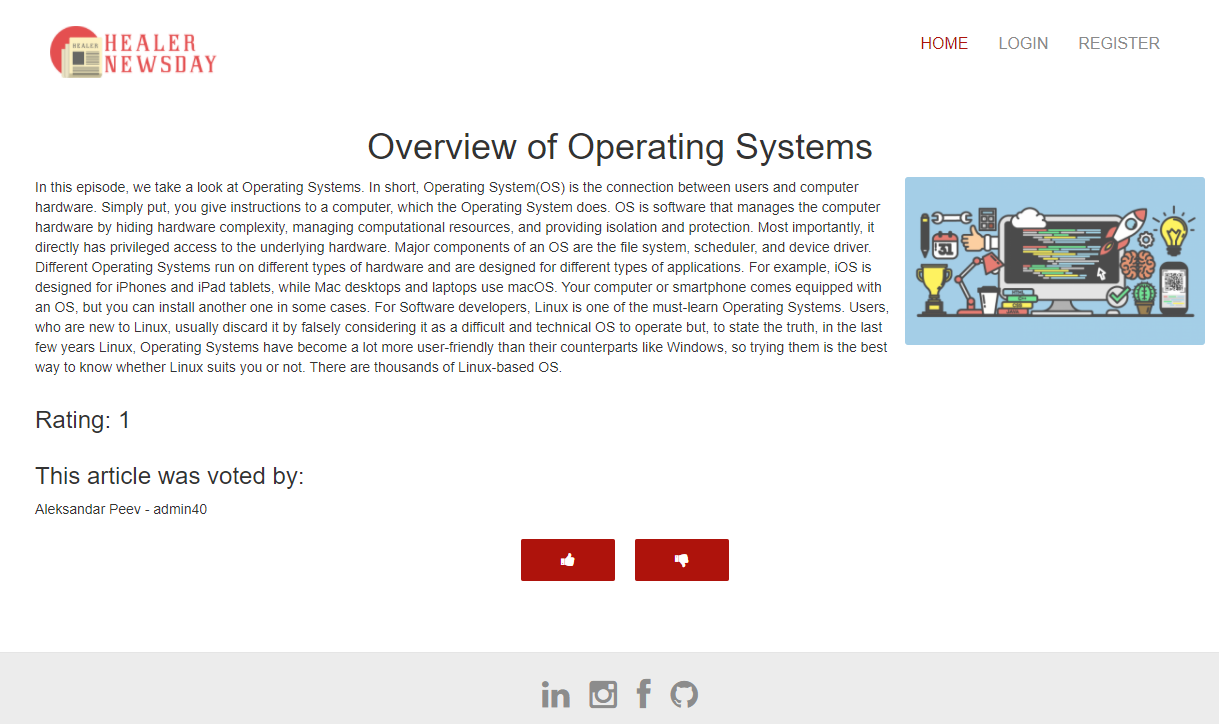 HEALER
HEALER
NEWSDAY
HOME
LOGIN
REGISTER
Overview of Operating Systems
In this episode, we take a look at Operating Systems. In short, Operating System(OS) is the connection between users and computer
hardware. Simply put, you give instructions to a computer, which the Operating System does. OS is software that manages the computer
hardware by hiding hardware complexity, managing computational resources, and providing isolation and protection. Most importantly, it
directly has privileged access to the underlying hardware. Major components of an OS are the file system, scheduler, and device driver.
Different Operating Systems run on different types of hardware and are designed for different types of applications. For example, iOS is
designed for iPhones and iPad tablets, while Mac desktops and laptops use macOS. Your computer or smartphone comes equipped with
an OS, but you can install another one in some cases. For Software developers, Linux is one of the must-learn Operating Systems. Users,
who are new to Linux, usually discard it by falsely considering it as a difficult and technical OS to operate but, to state the truth, in the last
few years Linux, Operating Systems have become a lot more user-friendly than their counterparts like Windows, so trying them is the best
way to know whether Linux suits you or not. There are thousands of Linux-based OS.
31
HTML
CSS
JAVA
Rating: 1
This article was voted by:
Aleksandar Peev - admin40
in
f